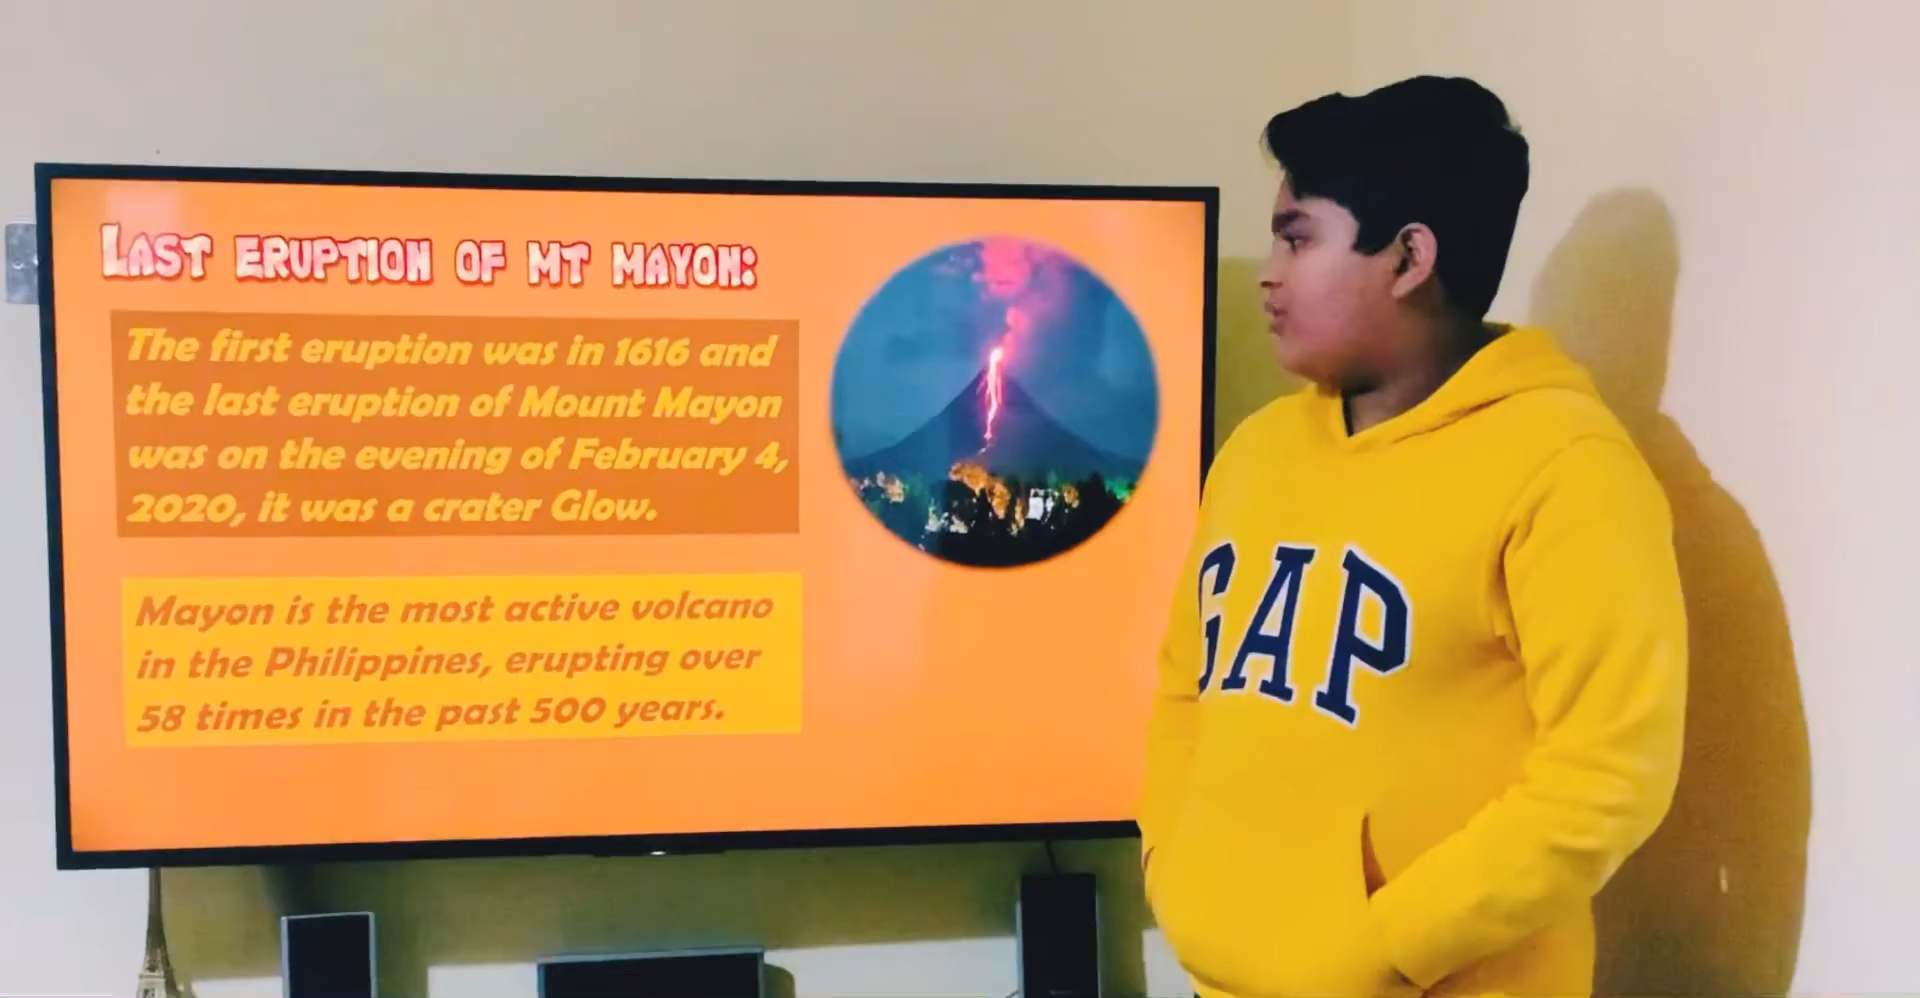 LAST ERUPTION OF MT MAYON:
The first eruption was in 1616 and
the last eruption of Mount Mayon
was on the evening of February 4,
2020, it was a crater Glow.
Mayon is the most active volcano
in the Philippines, erupting over
58 times in the past 500 years.
GAP